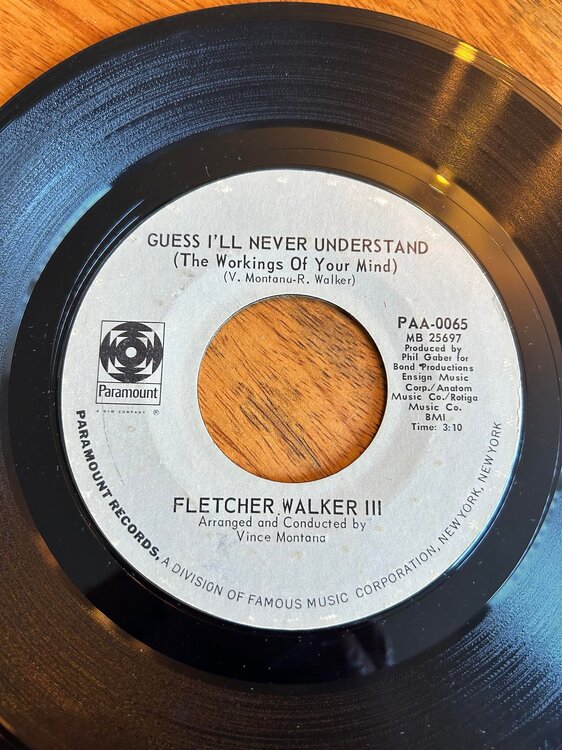 GUESS I'LL NEVER UNDERSTAND
(The Workings Of Your Mind)
(V. Montana-R. Walker)
PAA-0065
MB 25697
Produced by
Phil Gaber for
Bond Productions
Ensign Music
Corp./Anatom
Music Co./Rotiga
Music Co.
BMI
Time: 3:10
Paramount
A G+W COMPANY ®
FLETCHER WALKER III
Arranged and Conducted by
Vince Montana
PARAMOUNT RECORDS, A DIVISION OF FAMOUS MUSIC CORPORATION, NEW YORK, NEW YORK